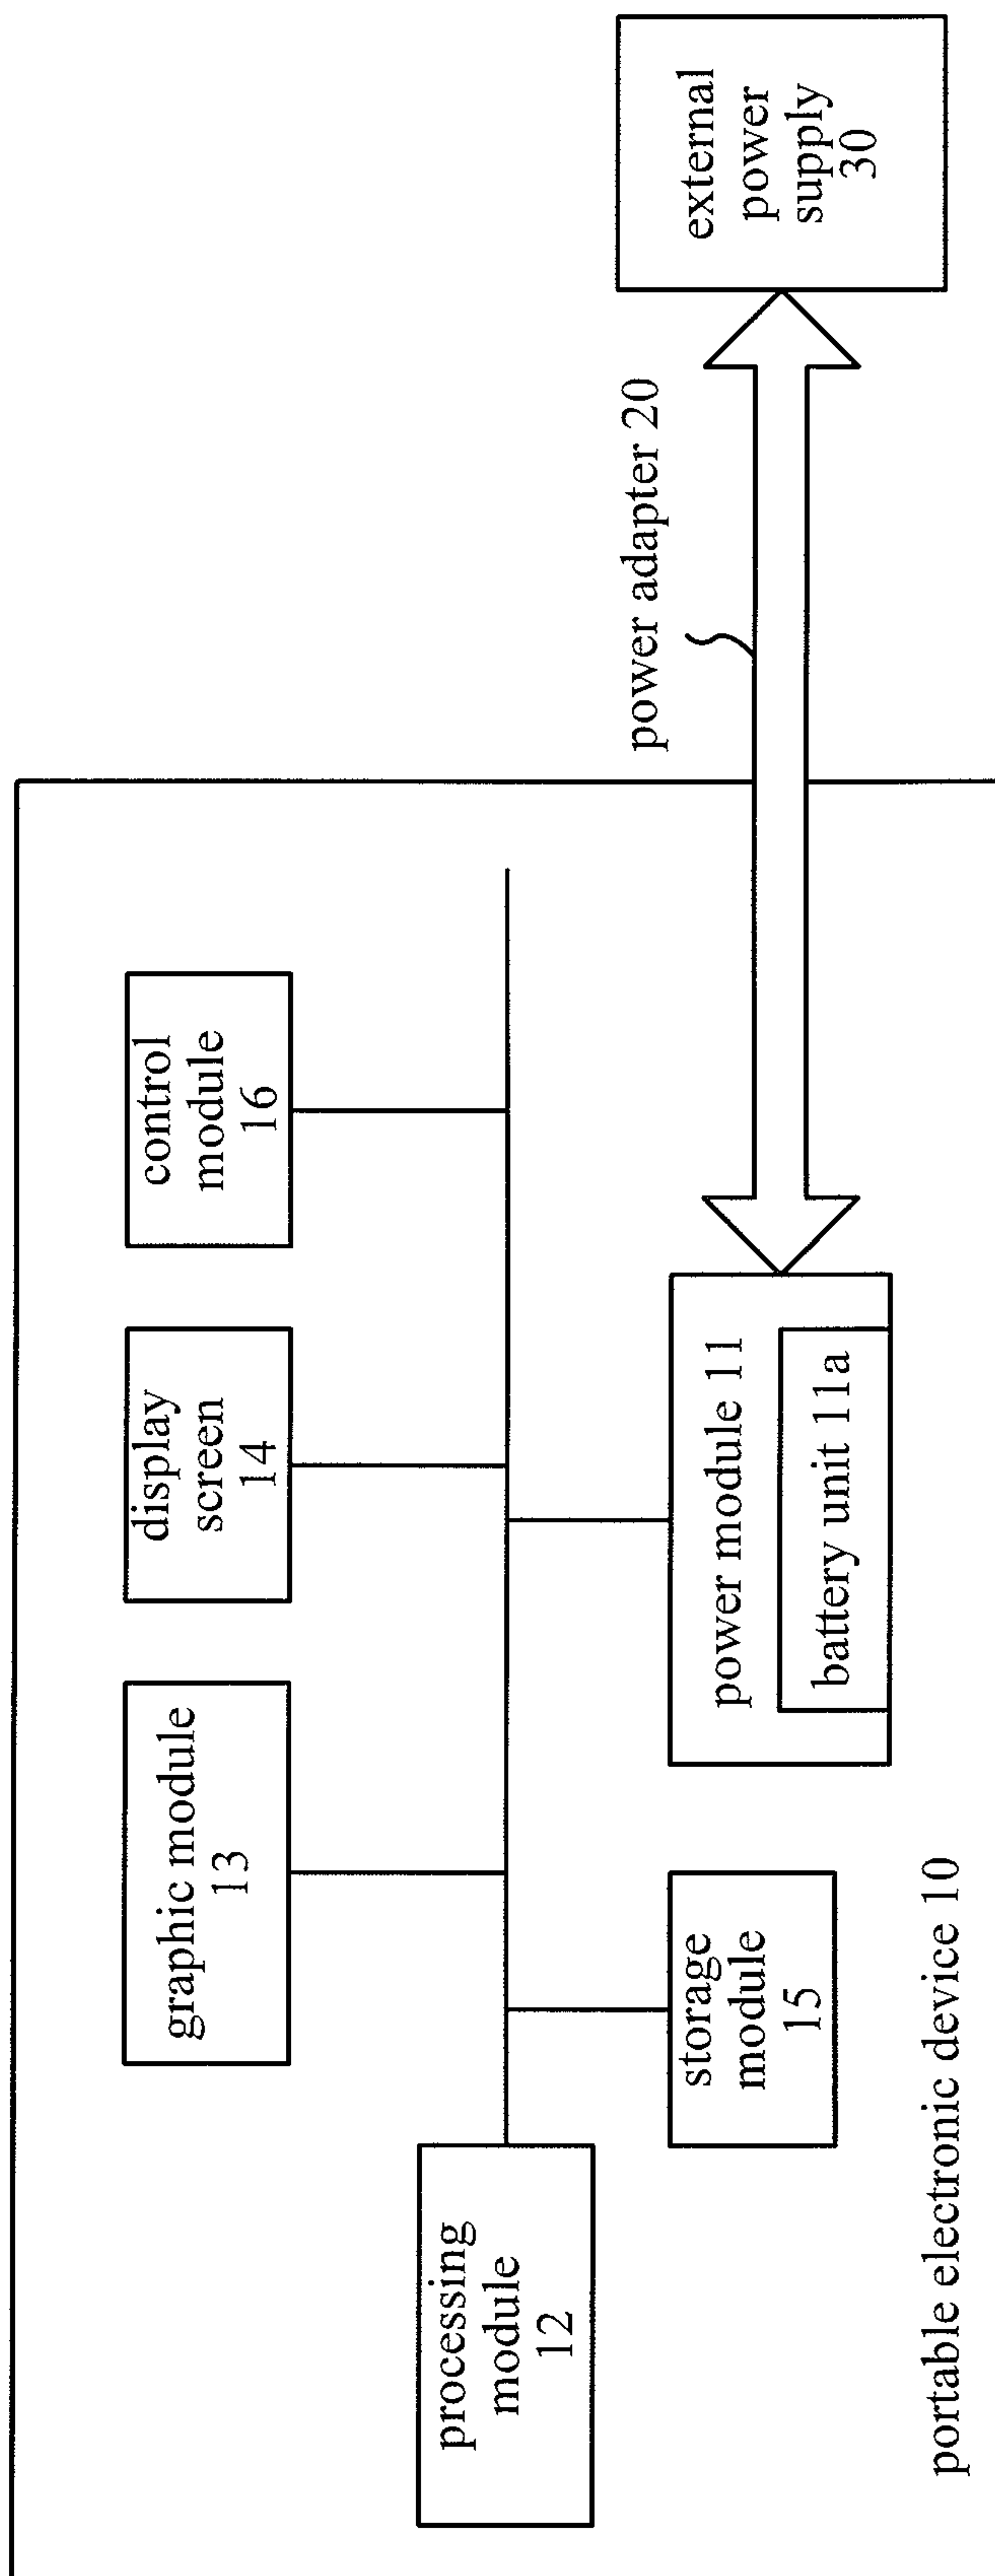 graphic module
13
display
screen
14
control
module
16
processing
module
12
storage
module
15
power module 11
battery unit 11a
power adapter 20
external
power
supply
30
portable electronic device 10